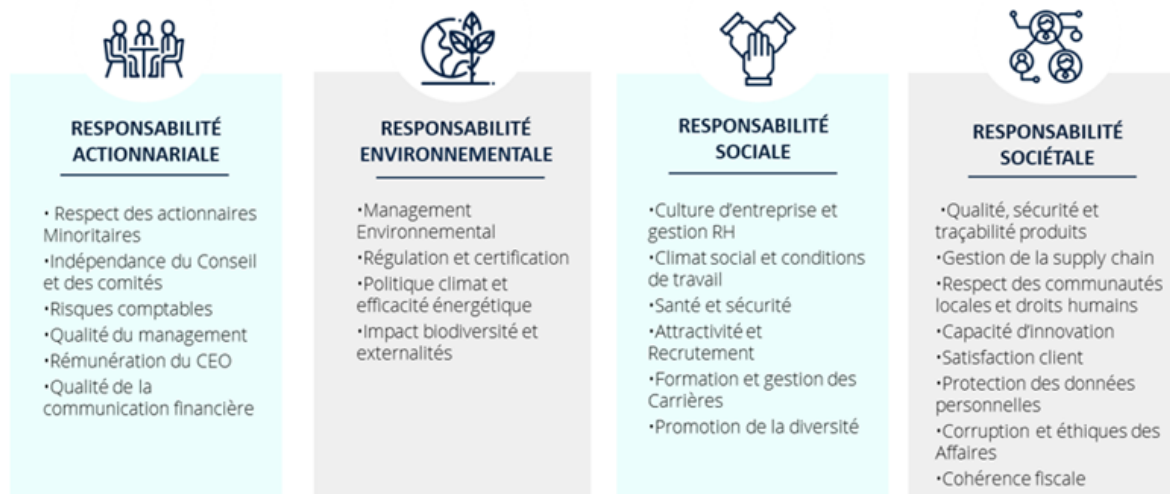 RESPONSABILITÉ
ACTIONNARIALE
• Respect des actionnaires
Minoritaires
•Indépendance du Conseil
et des comités
•Risques comptables
•Qualité du management
•Rémunération du CEO
•Qualité de la
communication financière
RESPONSABILITÉ
ENVIRONNEMENTALE
•Management
Environnemental
•Régulation et certification
•Politique climat et
efficacité énergétique
•Impact biodiversité et
externalités
RESPONSABILITÉ
SOCIALE
•Culture d'entreprise et
gestion RH
•Climat social et conditions
de travail
•Santé et sécurité
•Attractivité et
Recrutement
•Formation et gestion des
Carrières
•Promotion de la diversité
RESPONSABILITÉ
SOCIÉTALE
•Qualité, sécurité et
traçabilité produits
•Gestion de la supply chain
•Respect des communautés
locales et droits humains
•Capacité d'innovation
•Satisfaction client
•Protection des données
personnelles
•Corruption et éthiques des
Affaires
•Cohérence fiscale